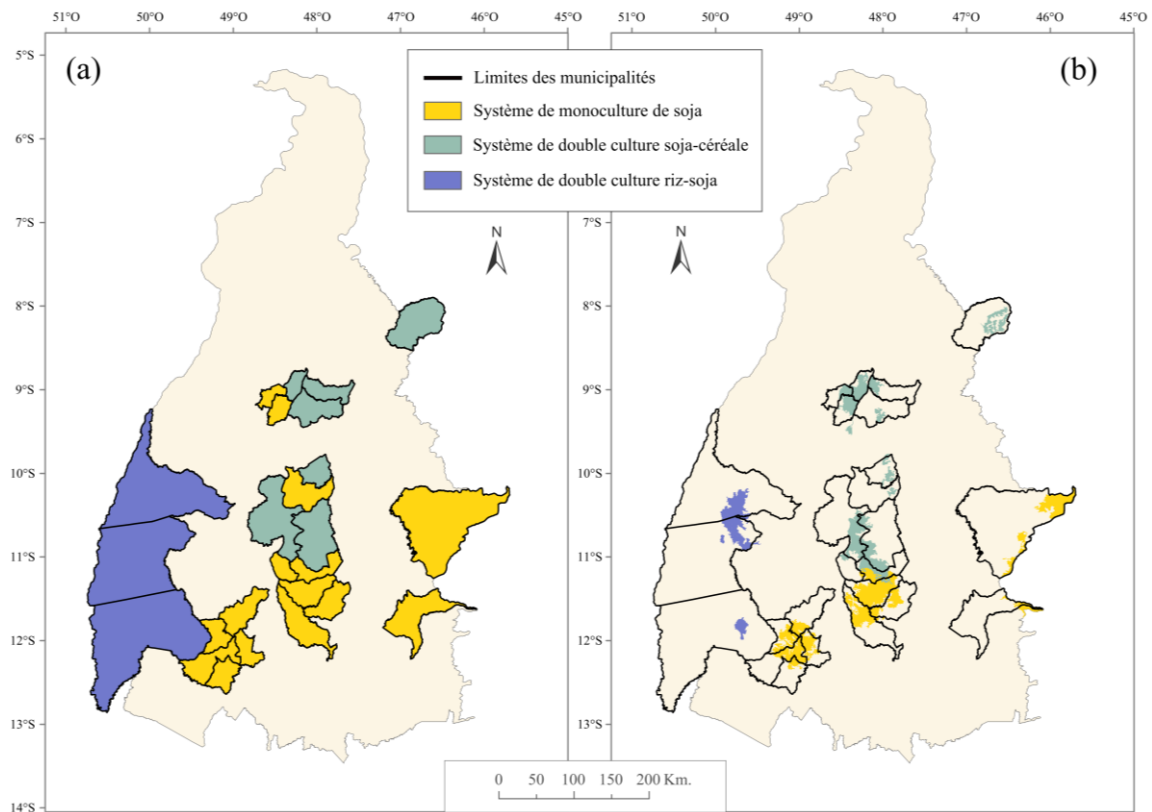 51°O 50°O 49°O 48°O 47°O 46°O 45°O 51°O 50°O 49°O 48°O 47°O 46°O 45°O
5°S
(a)
(b)
Limites des municipalités
Système de monoculture de soja
Système de double culture soja-céréale
Système de double culture riz-soja
6°S
7°S
N
N
8°S
9°S
10°S
11°S
12°S
13°S
14°S
5°S
6°S
7°S
8°S
9°S
10°S
11°S
12°S
13°S
14°S
0 50 100 150 200 Km.